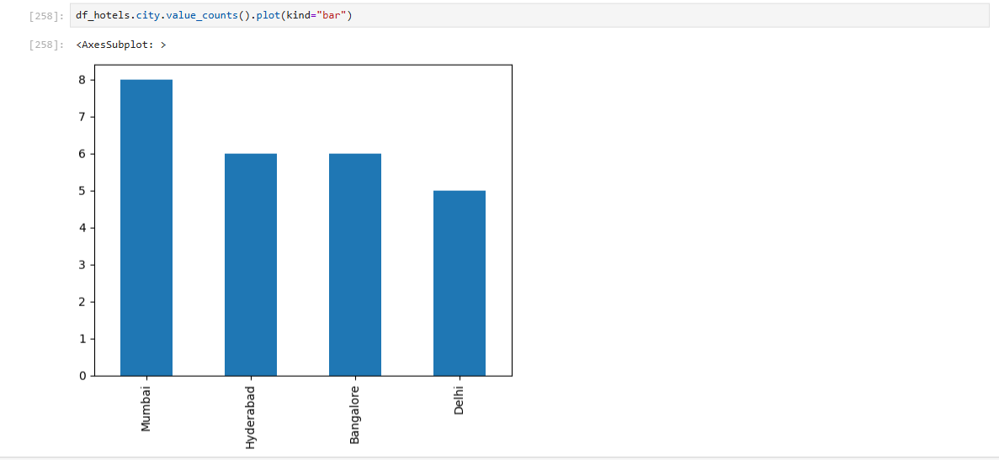 [258]: df_hotels.city.value_counts().plot(kind="bar")
[258]: <AxesSubplot: >
8
7
6
5
4
3
2
1
0
Mumbai
Hyderabad
Bangalore
Delhi